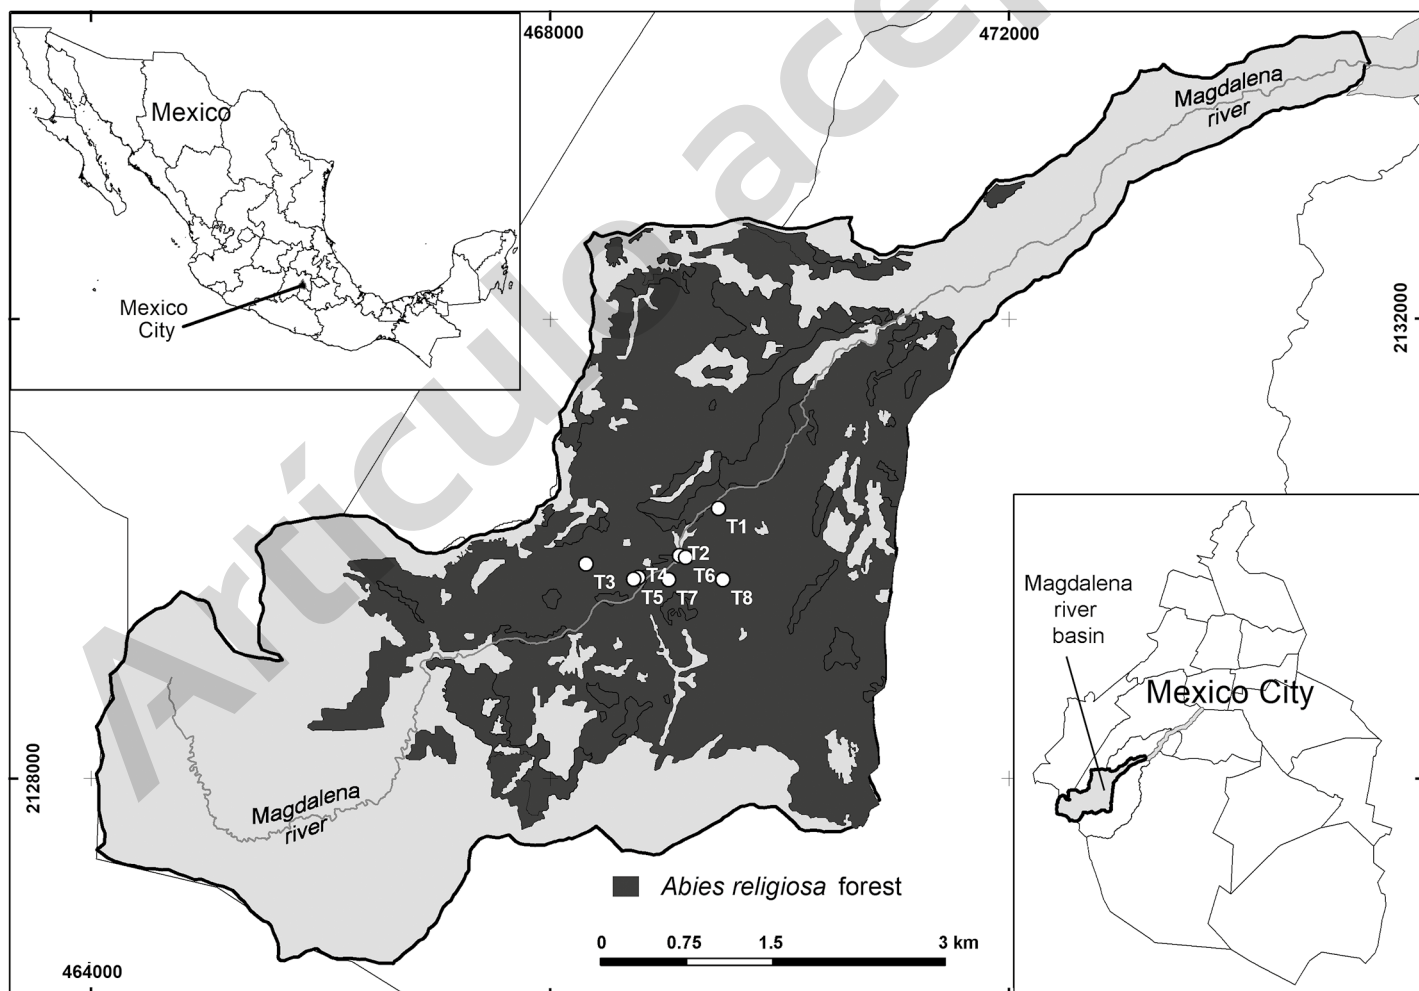 468000
472000
Mexico
Mexico
City
Magdalena
river
2132000
T1
T2
T3
T4
T6
T5
T7
T8
Magdalena
river
basin
Mexico City
2128000
Magdalena
river
Abies religiosa forest
0 0.75 1.5 3 km
464000
Artículo ace